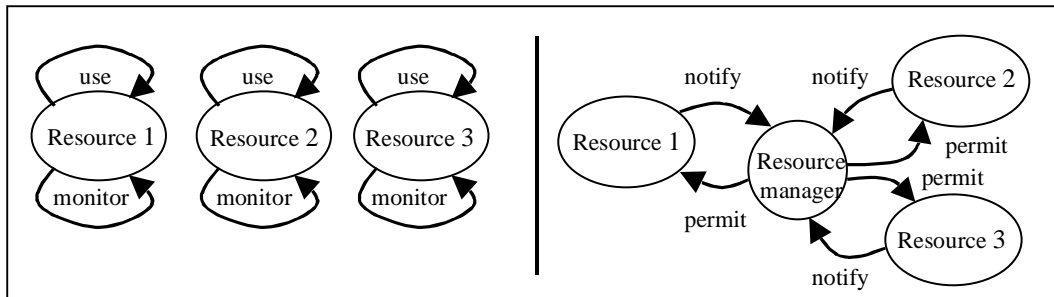 use
Resource 1
monitor
use
Resource 2
monitor
use
Resource 3
monitor
notify
Resource 1
permit
notify
Resource 2
permit
Resource
manager
permit
Resource 3
notify